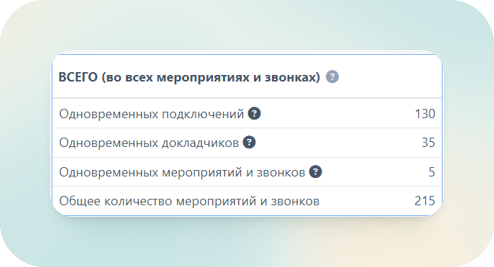 ВСЕГО (во всех мероприятиях и звонках) ?
Одновременных подключений ? 130
Одновременных докладчиков ? 35
Одновременных мероприятий и звонков ? 5
Общее количество мероприятий и звонков 215